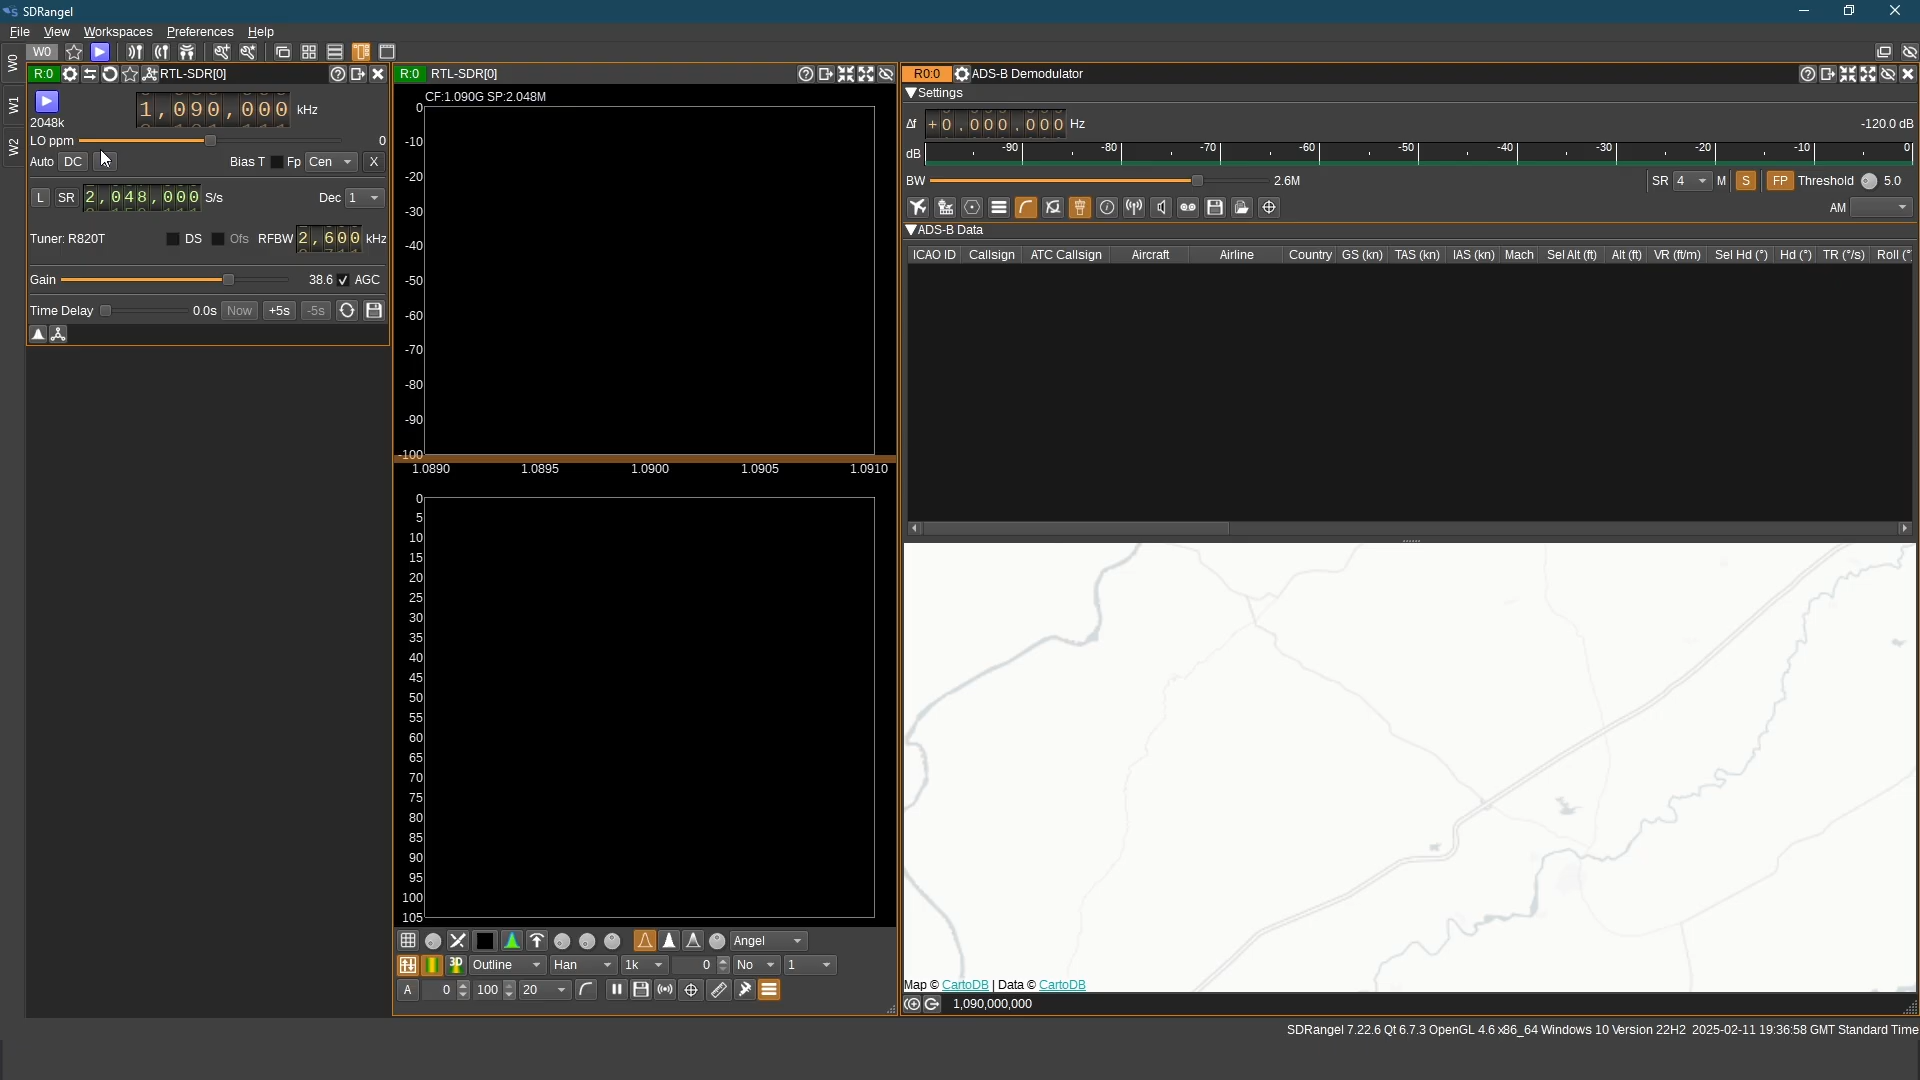 SDRangel
File View Workspaces Preferences Help
W0
W0 W1 W2
R:0 RTL-SDR[0]
1,090,000 kHz
2048k
LO ppm 0
Auto DC Bias T Fp Cen X
L SR 2,048,000 S/s Dec 1
Tuner: R820T DS Ofs RFBW 2,600 kHz
Gain 38.6 AGC
Time Delay 0.0s Now +5s -5s
R:0 RTL-SDR[0]
CF:1.090G SP:2.048M
0
-10
-20
-30
-40
-50
-60
-70
-80
-90
-100
1.0890 1.0895 1.0900 1.0905 1.0910
0
5
10
15
20
25
30
35
40
45
50
55
60
65
70
75
80
85
90
95
100
105
Angel
3D Outline Han 1k 0 No 1
A 0 100 20
R0:0 ADS-B Demodulator
Settings
Δf +0.000.000 Hz -120.0 dB
dB -90 -80 -70 -60 -50 -40 -30 -20 -10 0
BW 2.6M SR 4 M S FP Threshold 5.0
AM
ADS-B Data
ICAO ID Callsign ATC Callsign Aircraft Airline Country GS (kn) TAS (kn) IAS (kn) Mach Sel Alt (ft) Alt (ft) VR (ft/m) Sel Hd (°) Hd (°) TR (°/s) Roll (°
Map © CartoDB | Data © CartoDB
1,090,000,000
SDRangel 7.22.6 Qt 6.7.3 OpenGL 4.6 x86_64 Windows 10 Version 22H2 2025-02-11 19:36:58 GMT Standard Time